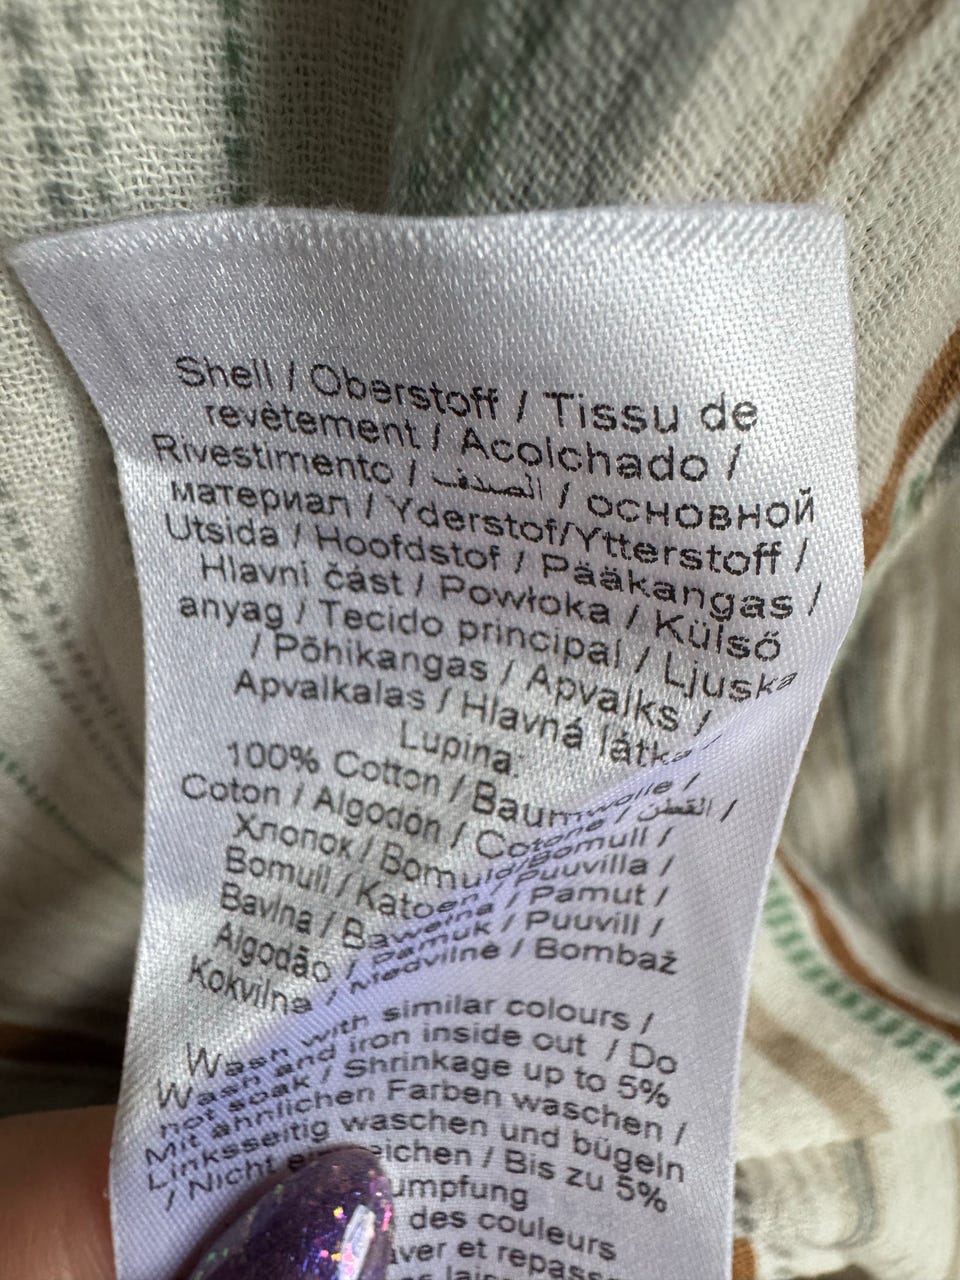 Shell / Oberstoff / Tissu de
revêtement / Acolchado /
Rivestimento / الصدف / основной
материал / Yderstof/Ytterstoff /
Utsida / Hoofdstof / Pääkangas /
Hlavní část / Powłoka / Külső
anyag / Tecido principal / Ljuska
/ Põhikangas / Apvalks /
Apvalkalas / Hlavná látka /
Lupina:
100% Cotton / Baumwolle /
Coton / Algodón / Cotone / القطن /
Хлопок / Bomuld/Bomull /
Bomull / Katoen / Puuvilla /
Bavlna / Bawełna / Pamut /
Algodão / Pamuk / Puuvill /
Kokvilna / Medvilnė / Bombaž
Wash with similar colours /
Wash and iron inside out / Do
not soak / Shrinkage up to 5%
Mit ähnlichen Farben waschen /
Linksseitig waschen und bügeln
/ Nicht / Bis zu 5%
des couleurs
et